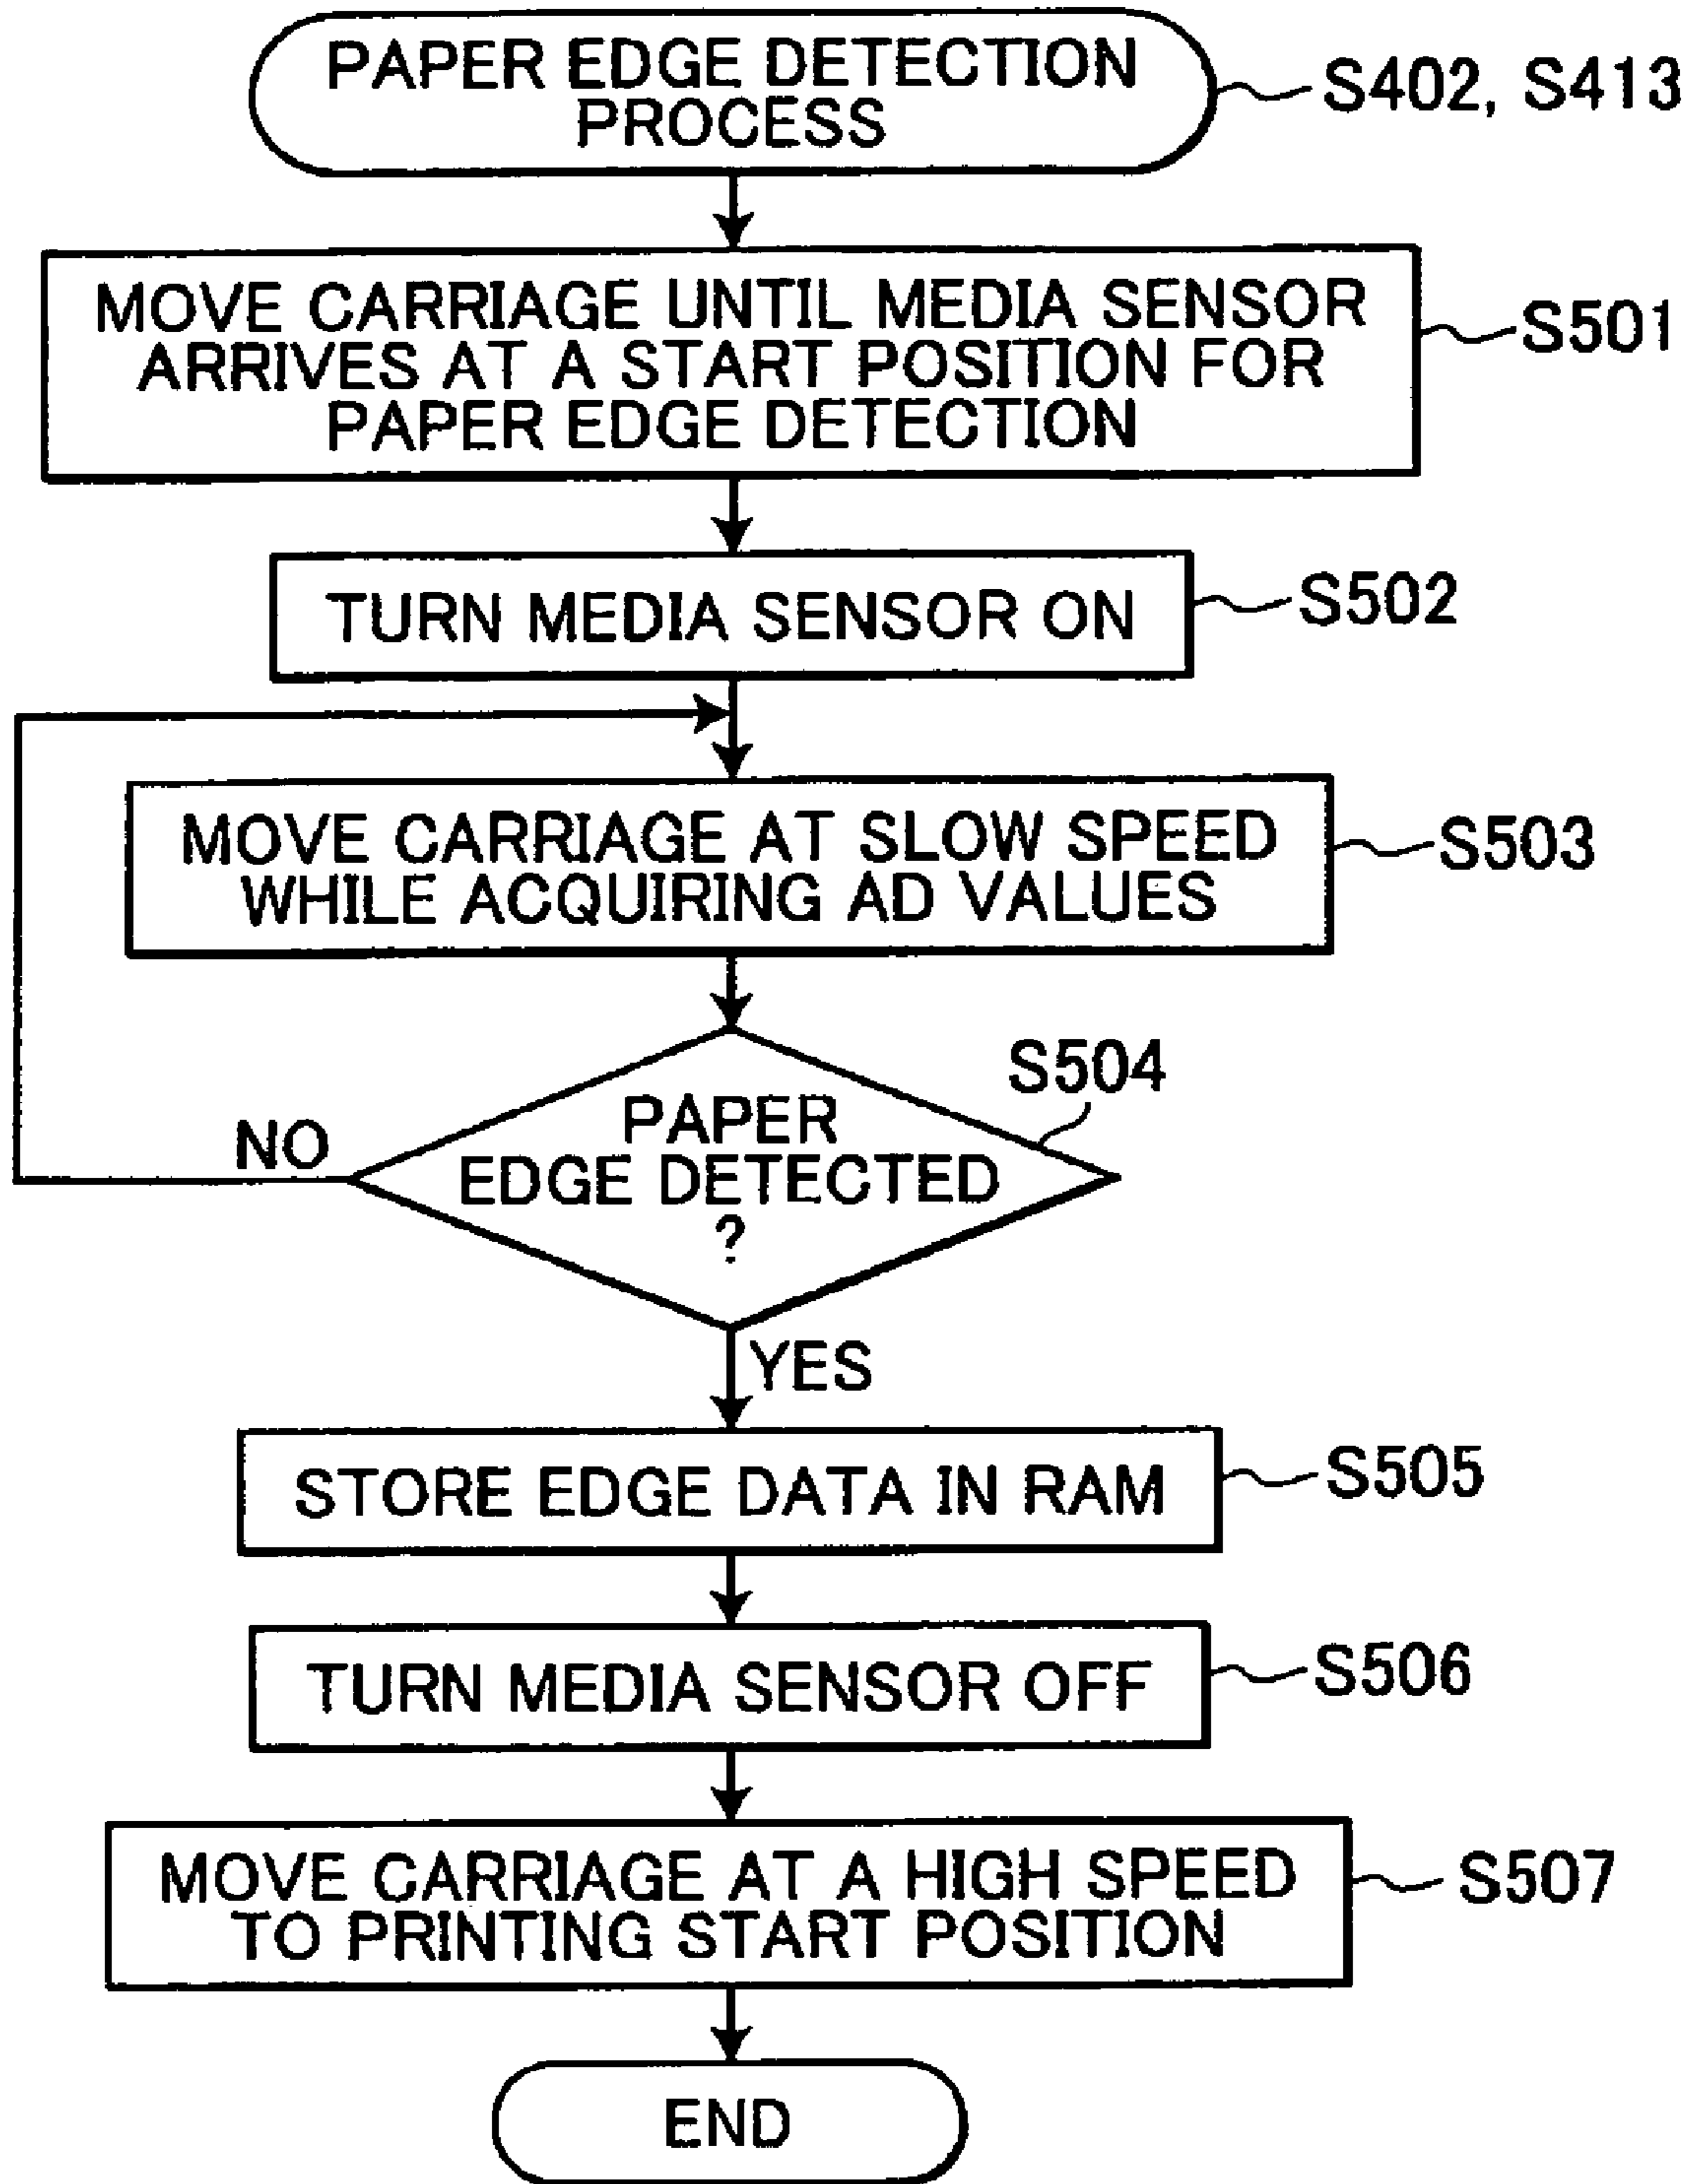 PAPER EDGE DETECTION
PROCESS
S402, S413
MOVE CARRIAGE UNTIL MEDIA SENSOR
ARRIVES AT A START POSITION FOR
PAPER EDGE DETECTION
S501
TURN MEDIA SENSOR ON
S502
MOVE CARRIAGE AT SLOW SPEED
WHILE ACQUIRING AD VALUES
S503
S504
PAPER
EDGE DETECTED
?
NO
YES
STORE EDGE DATA IN RAM
S505
TURN MEDIA SENSOR OFF
S506
MOVE CARRIAGE AT A HIGH SPEED
TO PRINTING START POSITION
S507
END